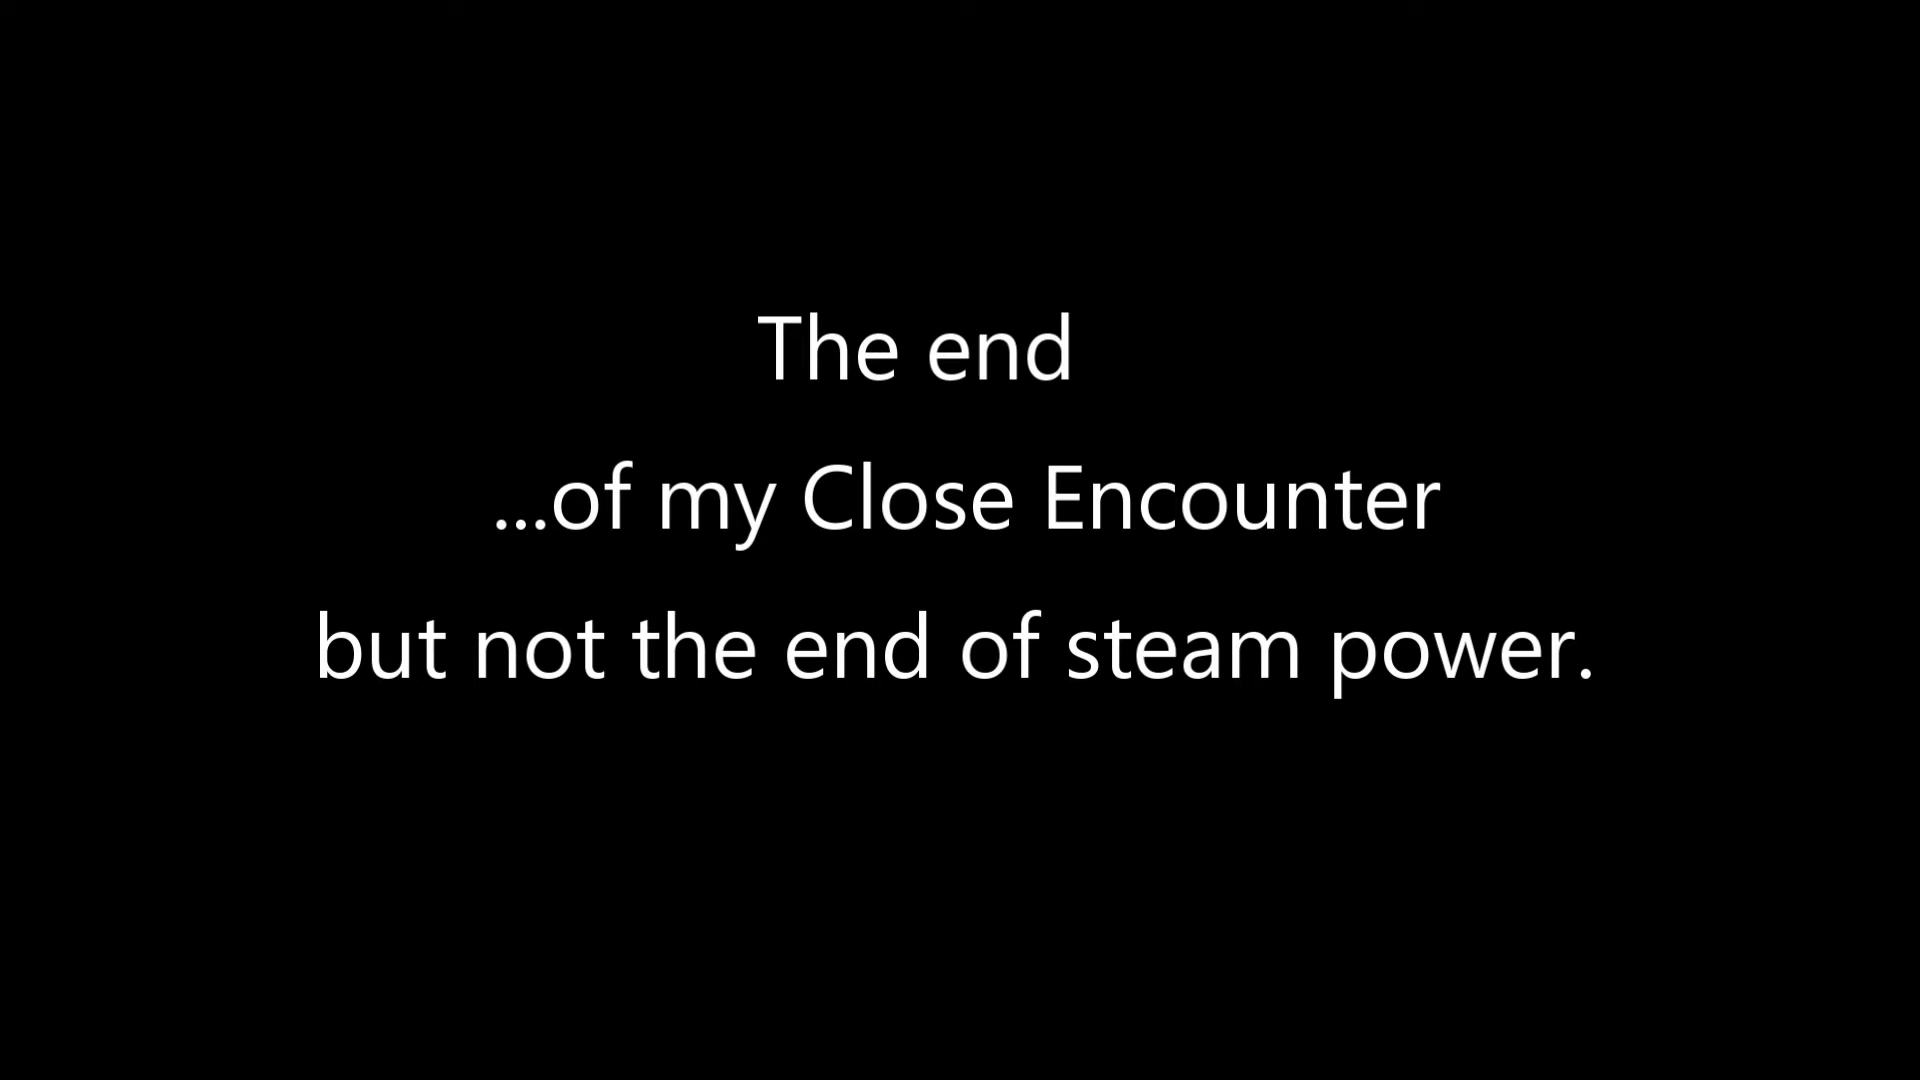 The end
...of my Close Encounter
but not the end of steam power.